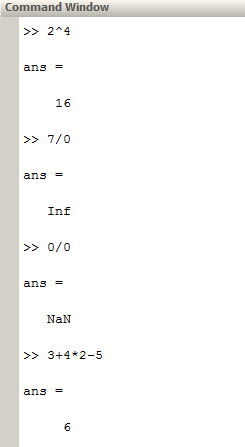 Command Window
>> 2^4
ans =
16
>> 7/0
ans =
Inf
>> 0/0
ans =
NaN
>> 3+4*2-5
ans =
6